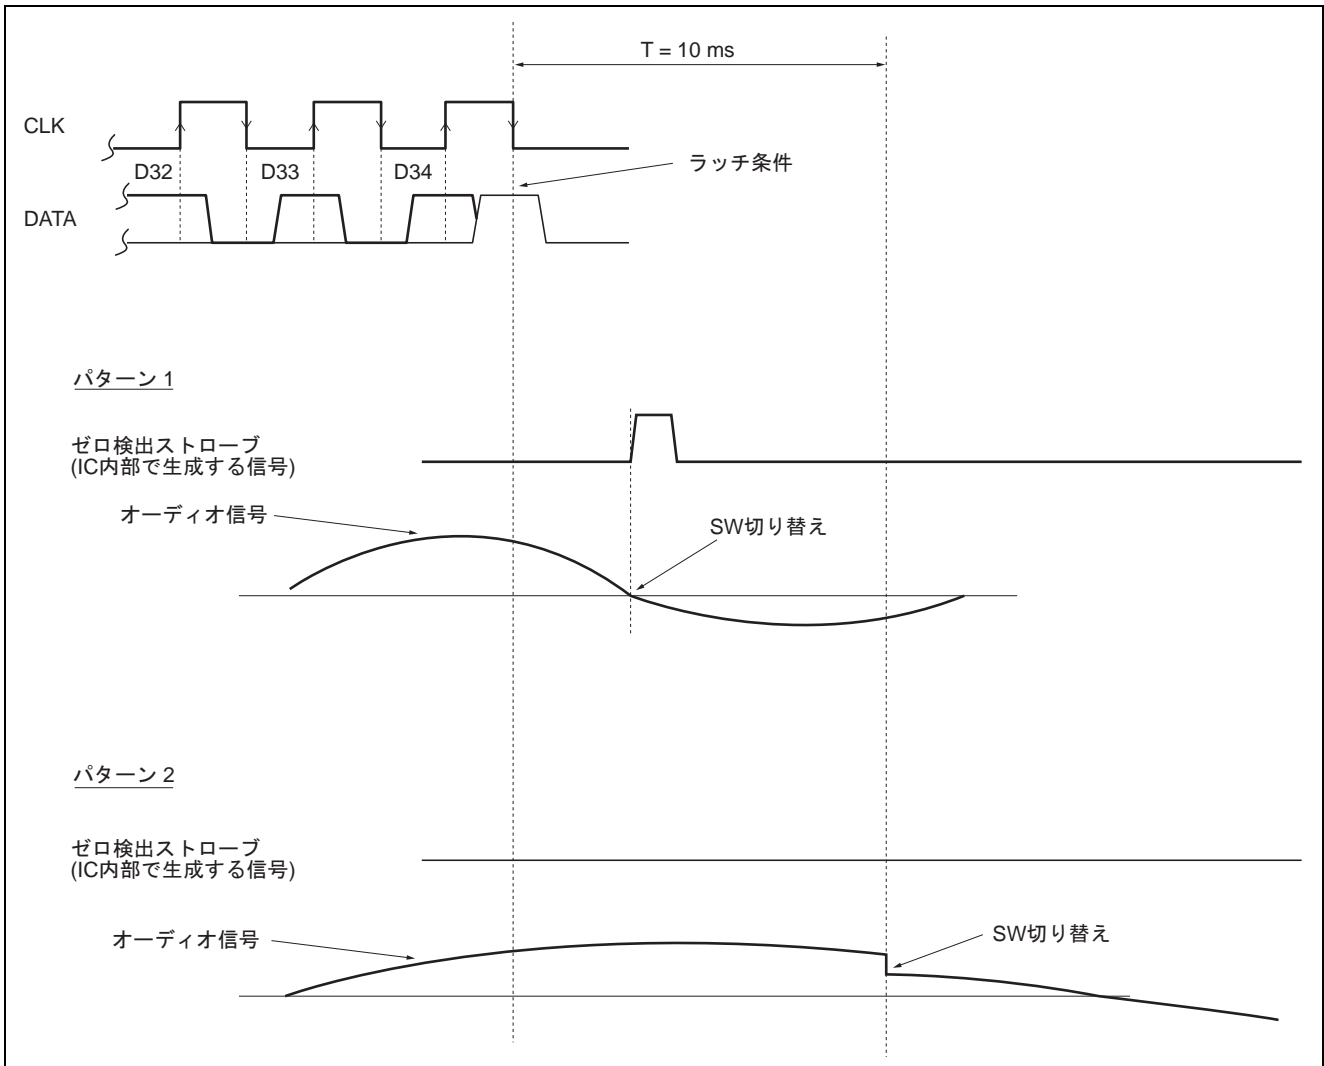 T = 10 ms
CLK
D32
D33
D34
ラッチ条件
DATA
パターン 1
ゼロ検出ストローブ
(IC内部で生成する信号)
オーディオ信号
SW切り替え
パターン 2
ゼロ検出ストローブ
(IC内部で生成する信号)
オーディオ信号
SW切り替え